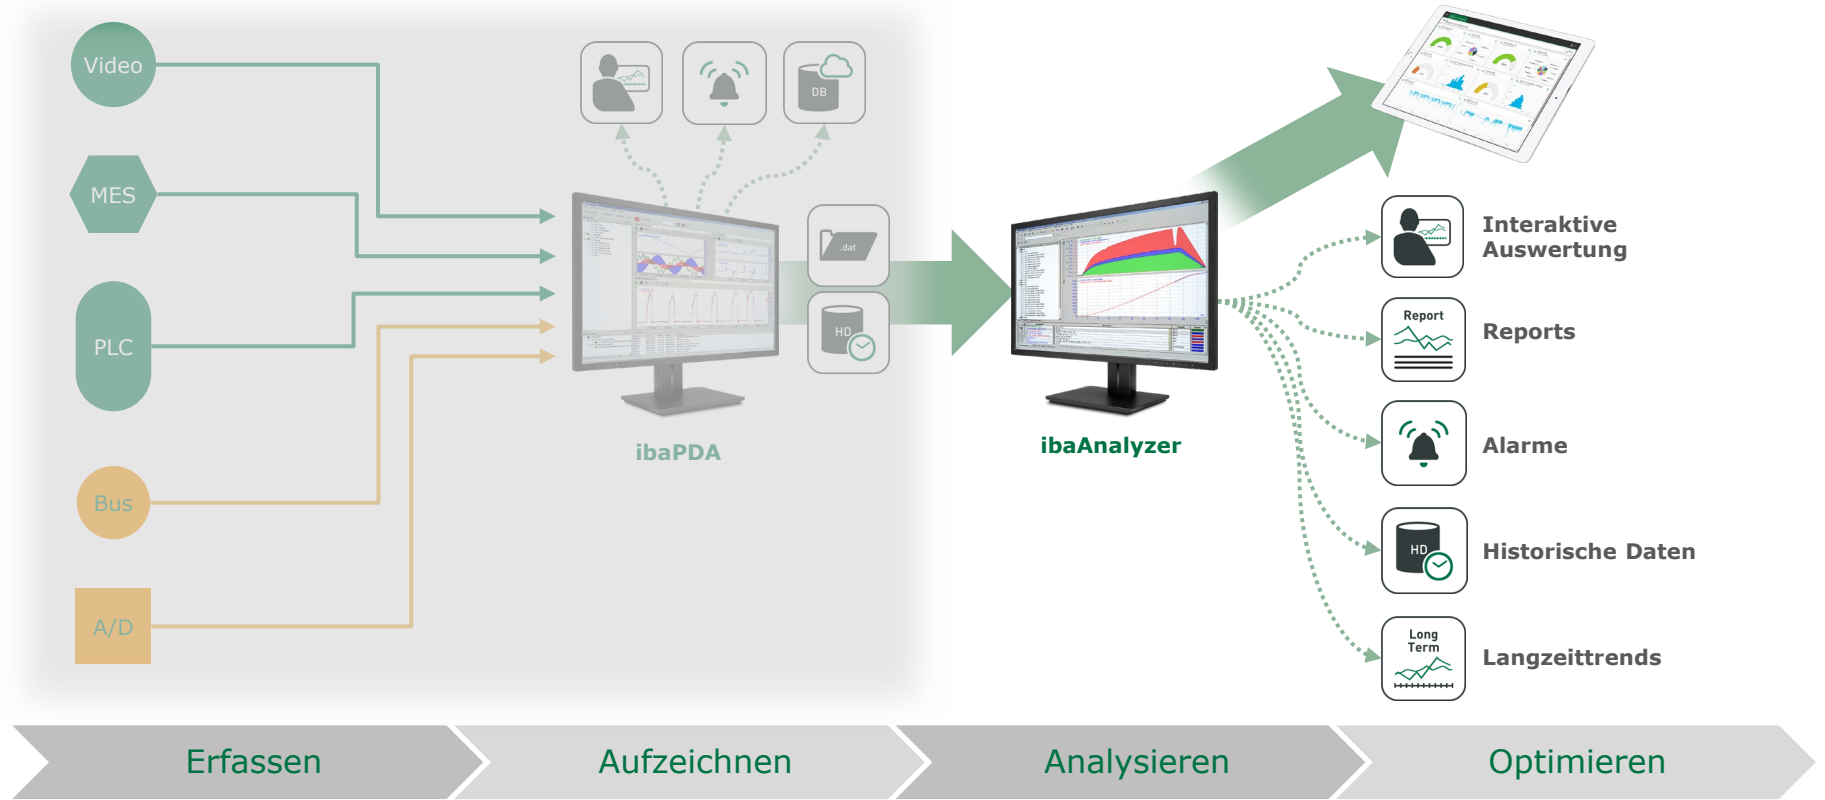 Video
MES
PLC
Bus
A/D
DB
.dat
HD
ibaPDA
ibaAnalyzer
Interaktive
Auswertung
Report
Reports
Alarme
HD
Historische Daten
Long
Term
Langzeittrends
Erfassen
Aufzeichnen
Analysieren
Optimieren